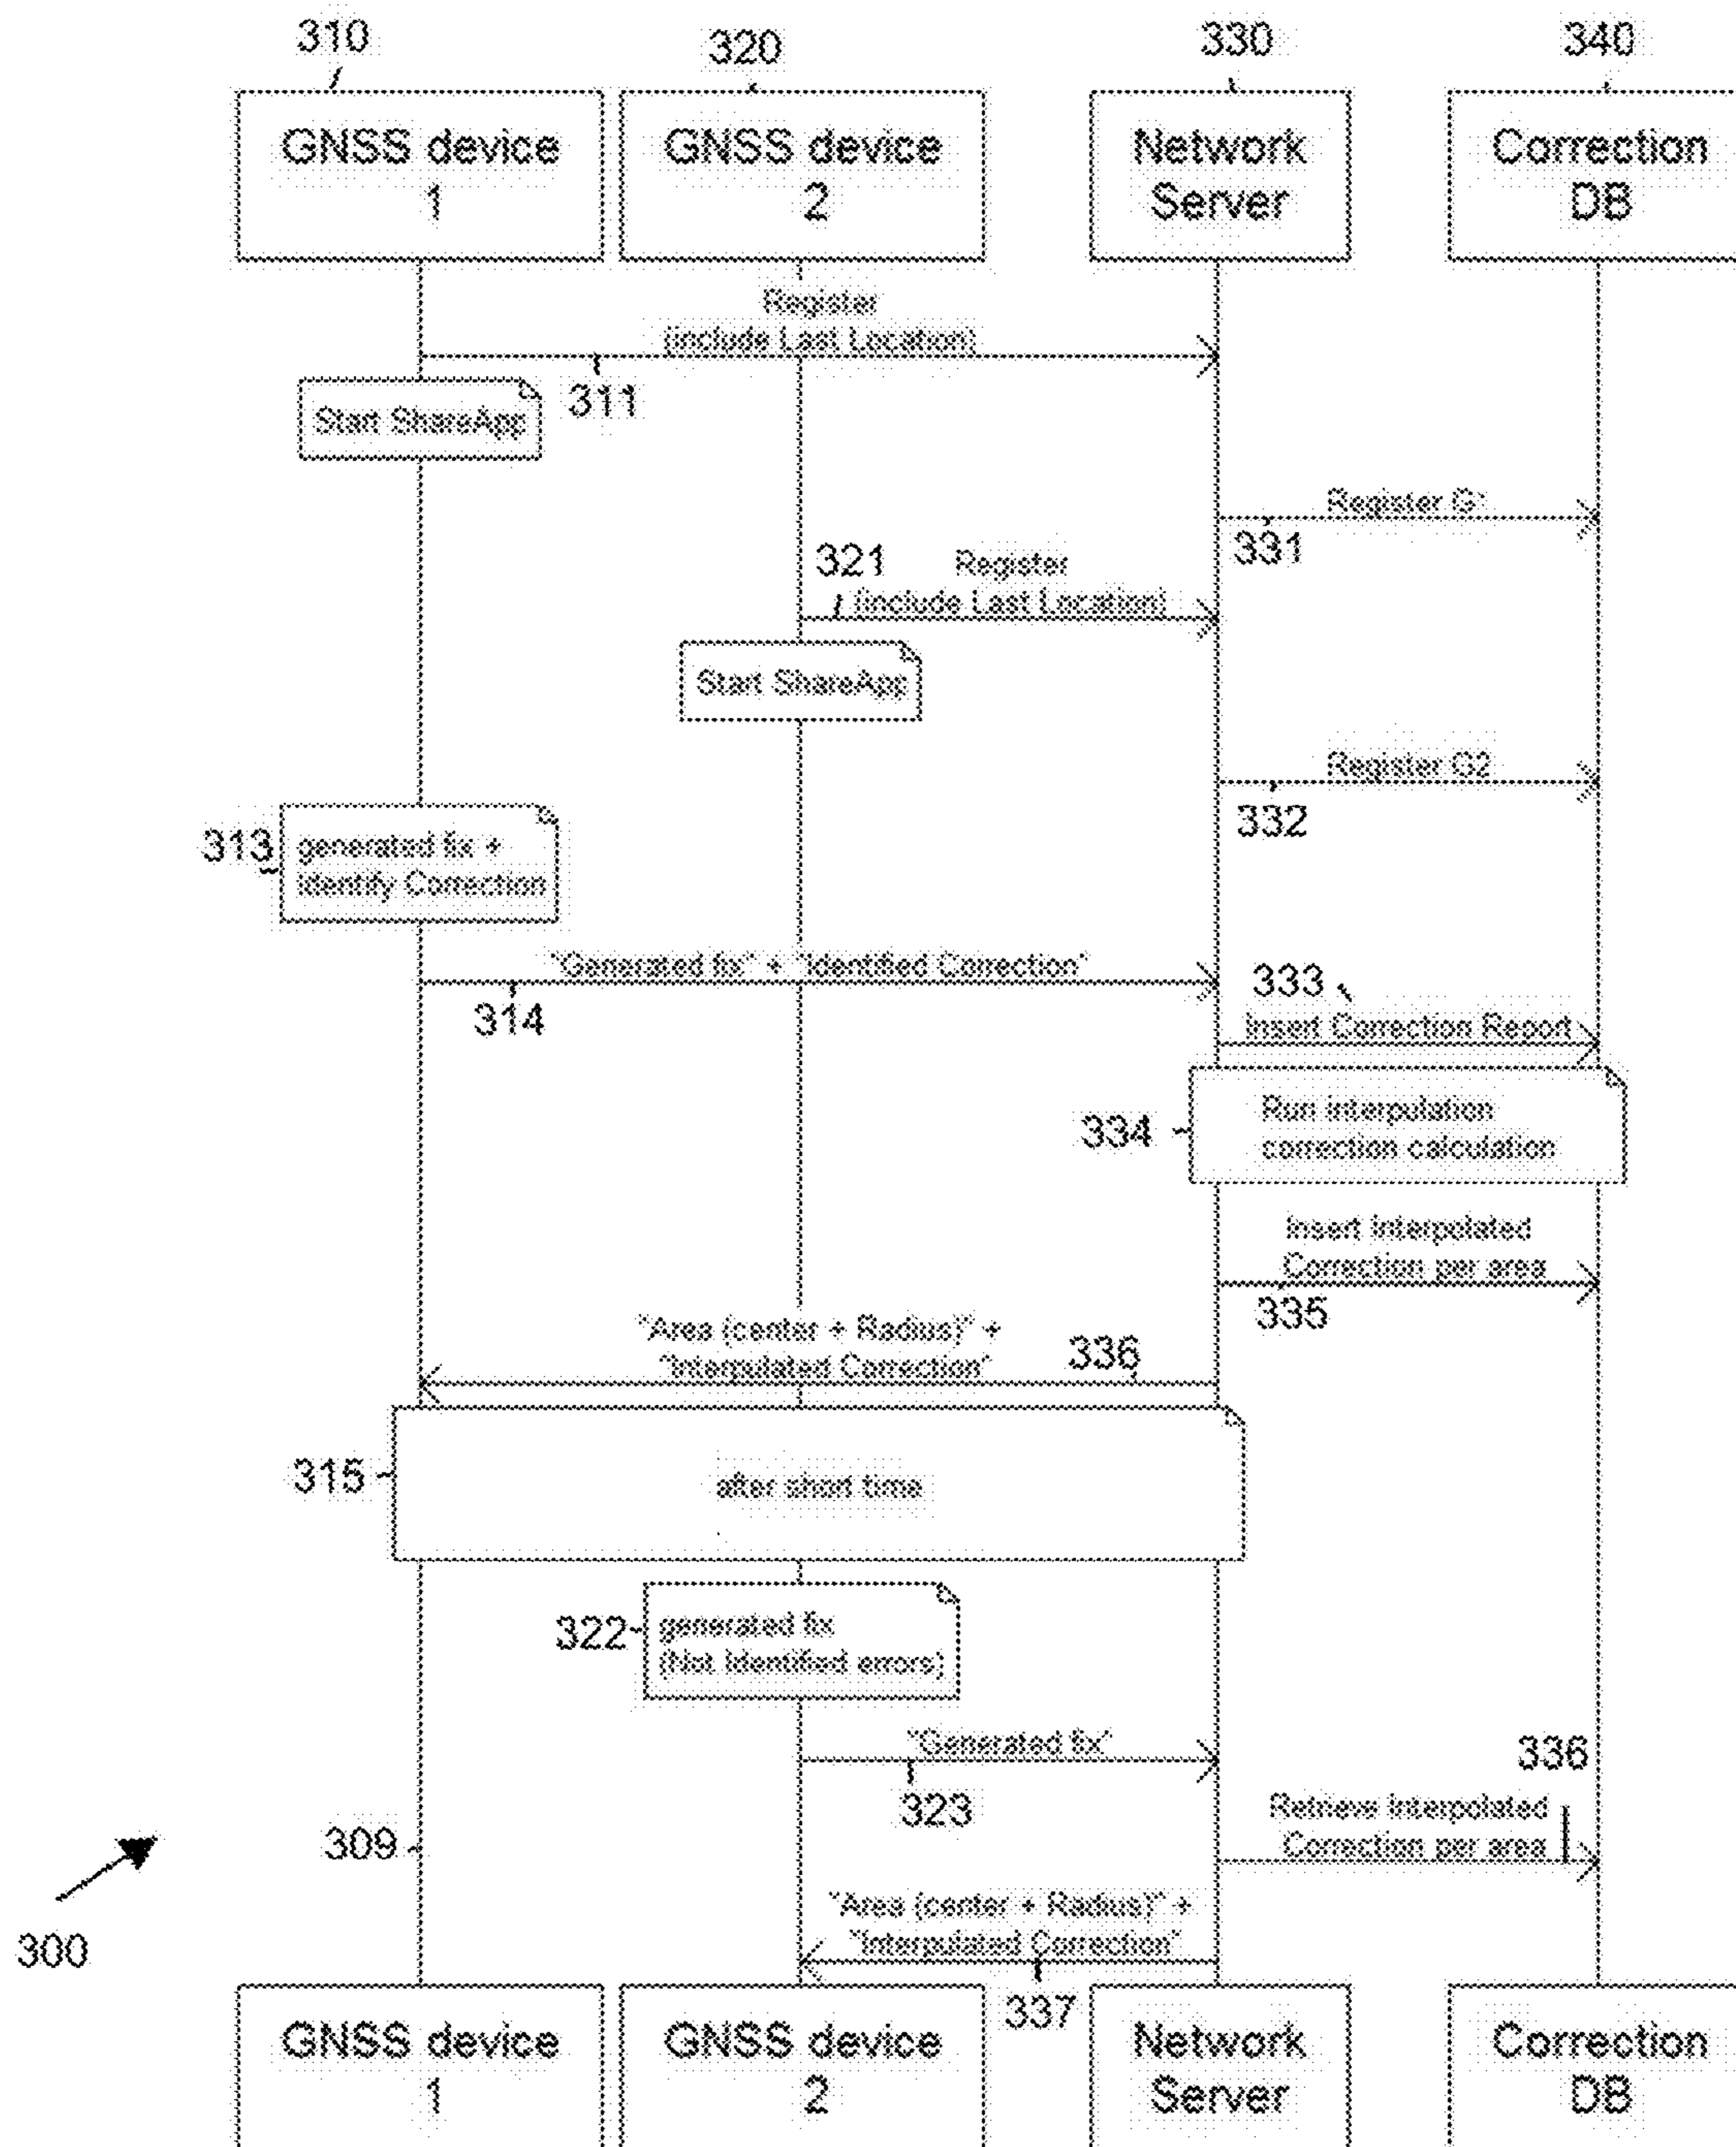 310
320
330
340
GNSS device
1
GNSS device
2
Network
Server
Correction
DB
Register
(include Last Location)
311
Start ShareApp
Register G
331
321
Register
(include Last Location)
Start ShareApp
Register G2
332
313
generated fix +
Identify Correction
"Generated fix" + "Identified Correction"
314
333
Insert Correction Report
334
Run interpulation
correction calculation
Insert Interpolated
Correction per area
335
"Area (center + Radius)" +
"Interpulated Correction"
336
315
after short time
322
generated fix
(Not Identified errors)
"Generated fix"
323
336
Retrieve Interpolated
Correction per area
309
"Area (center + Radius)" +
"Interpulated Correction"
300
337
GNSS device
1
GNSS device
2
Network
Server
Correction
DB